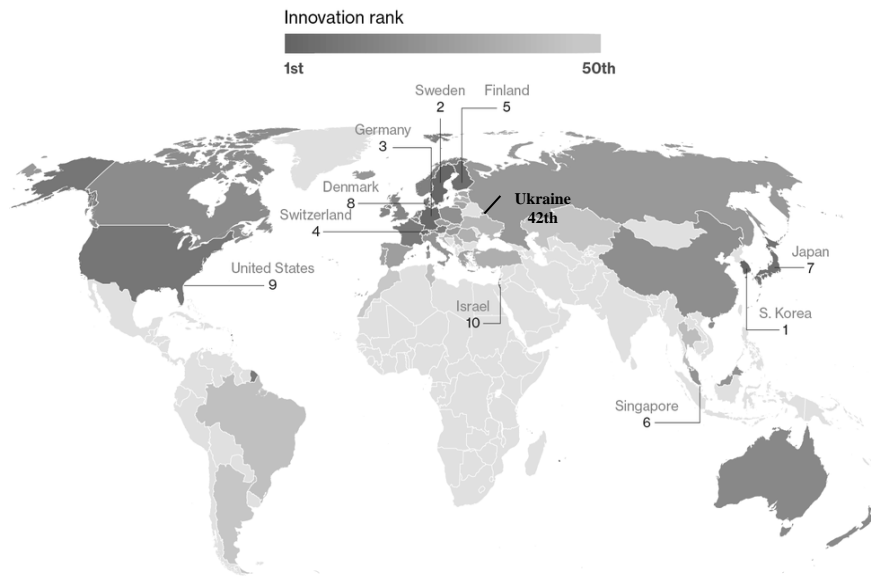 Innovation rank
1st 50th
Sweden
2
Finland
5
Germany
3
Denmark
8
Switzerland
4
Ukraine
42th
United States
9
Israel
10
Japan
7
S. Korea
1
Singapore
6